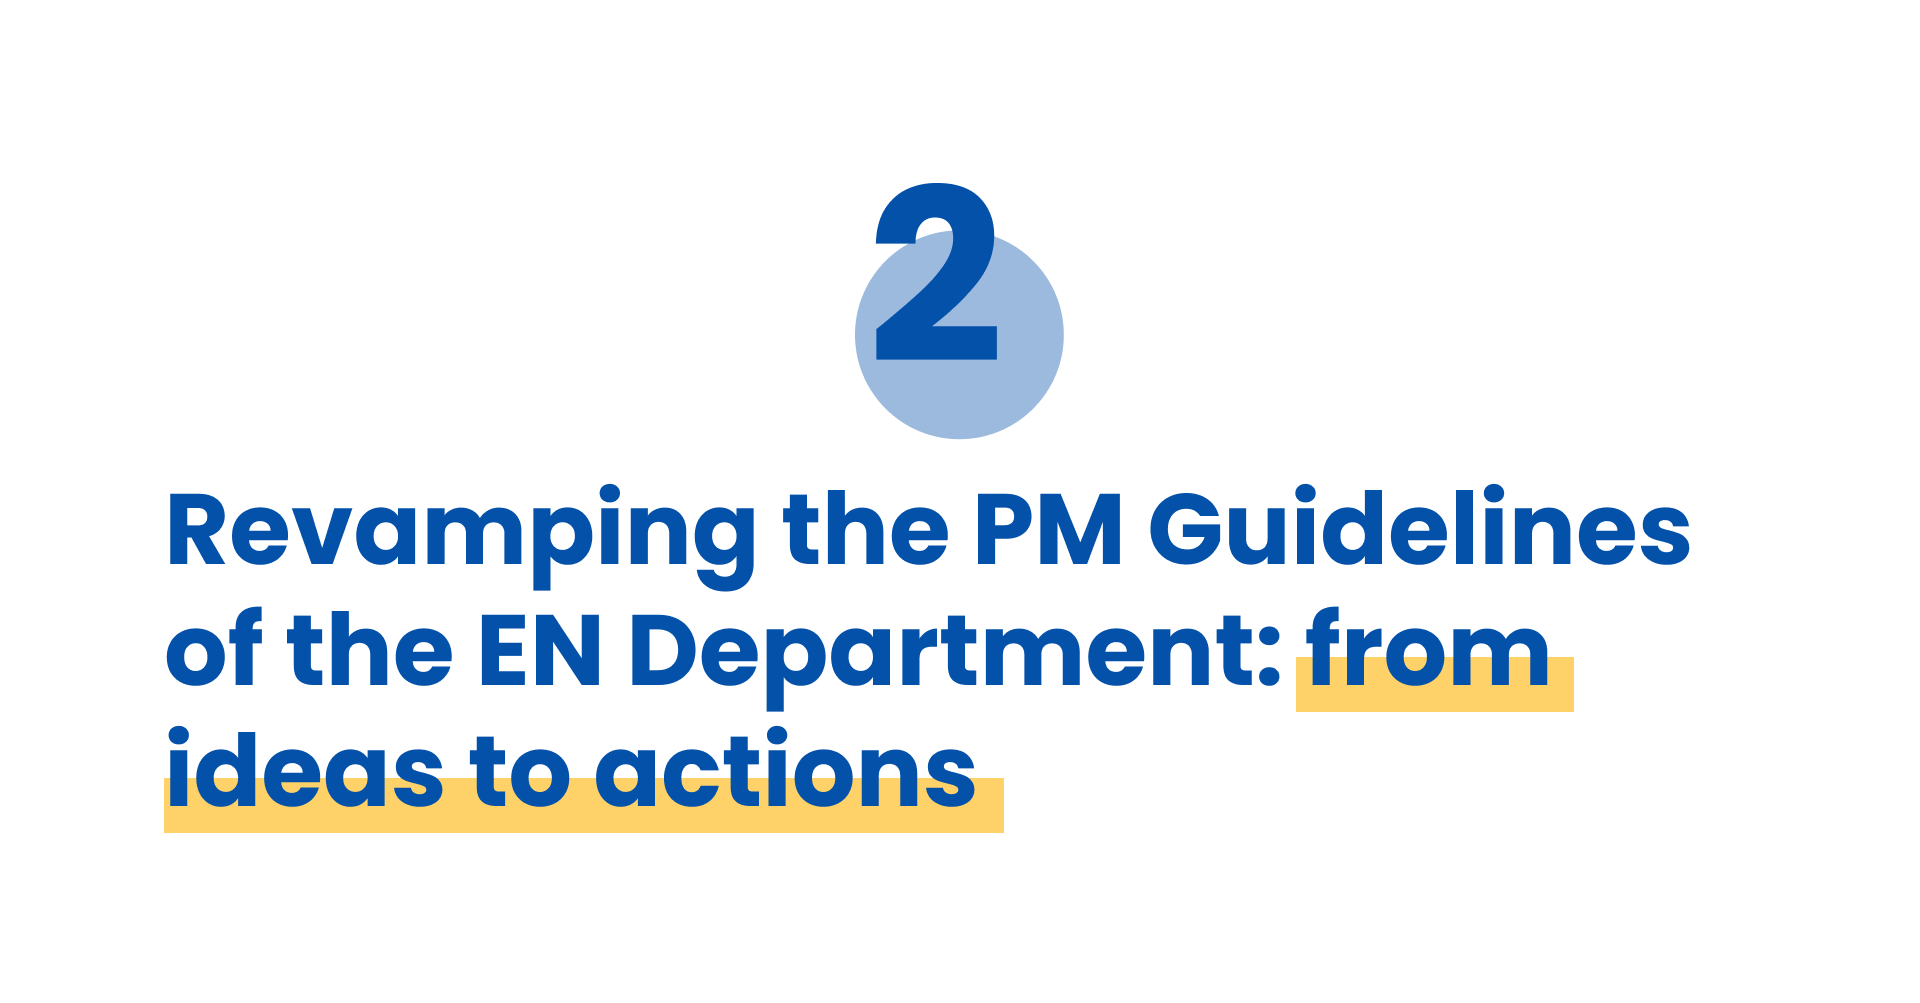 2
Revamping the PM Guidelines
of the EN Department: from
ideas to actions